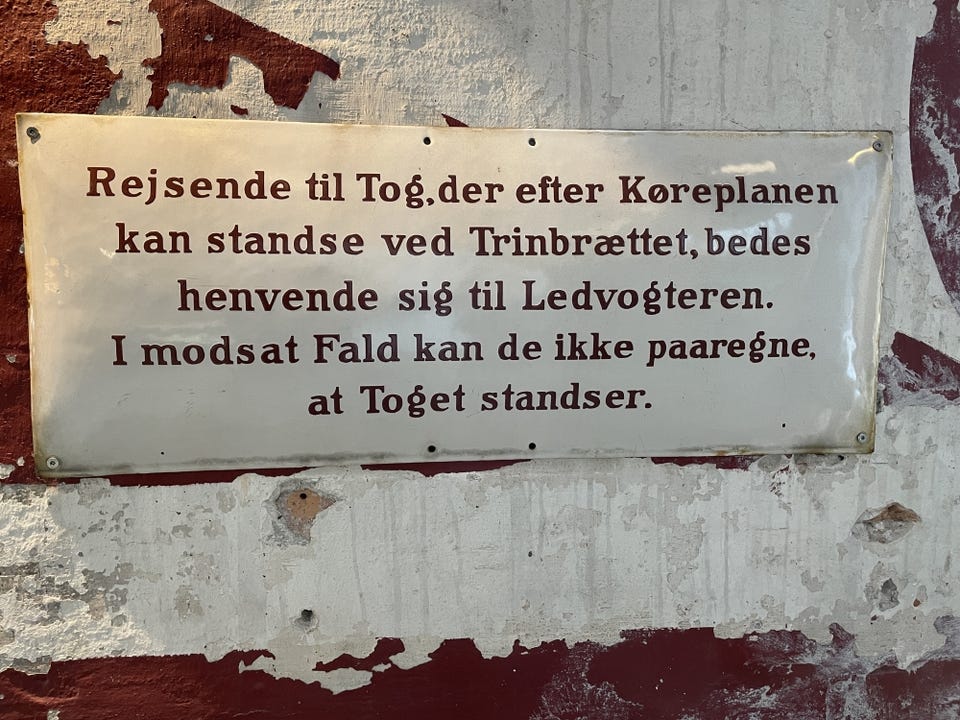 Rejsende til Tog, der efter Køreplanen
kan standse ved Trinbrættet, bedes
henvende sig til Ledvogteren.
I modsat Fald kan de ikke paaregne,
at Toget standser.